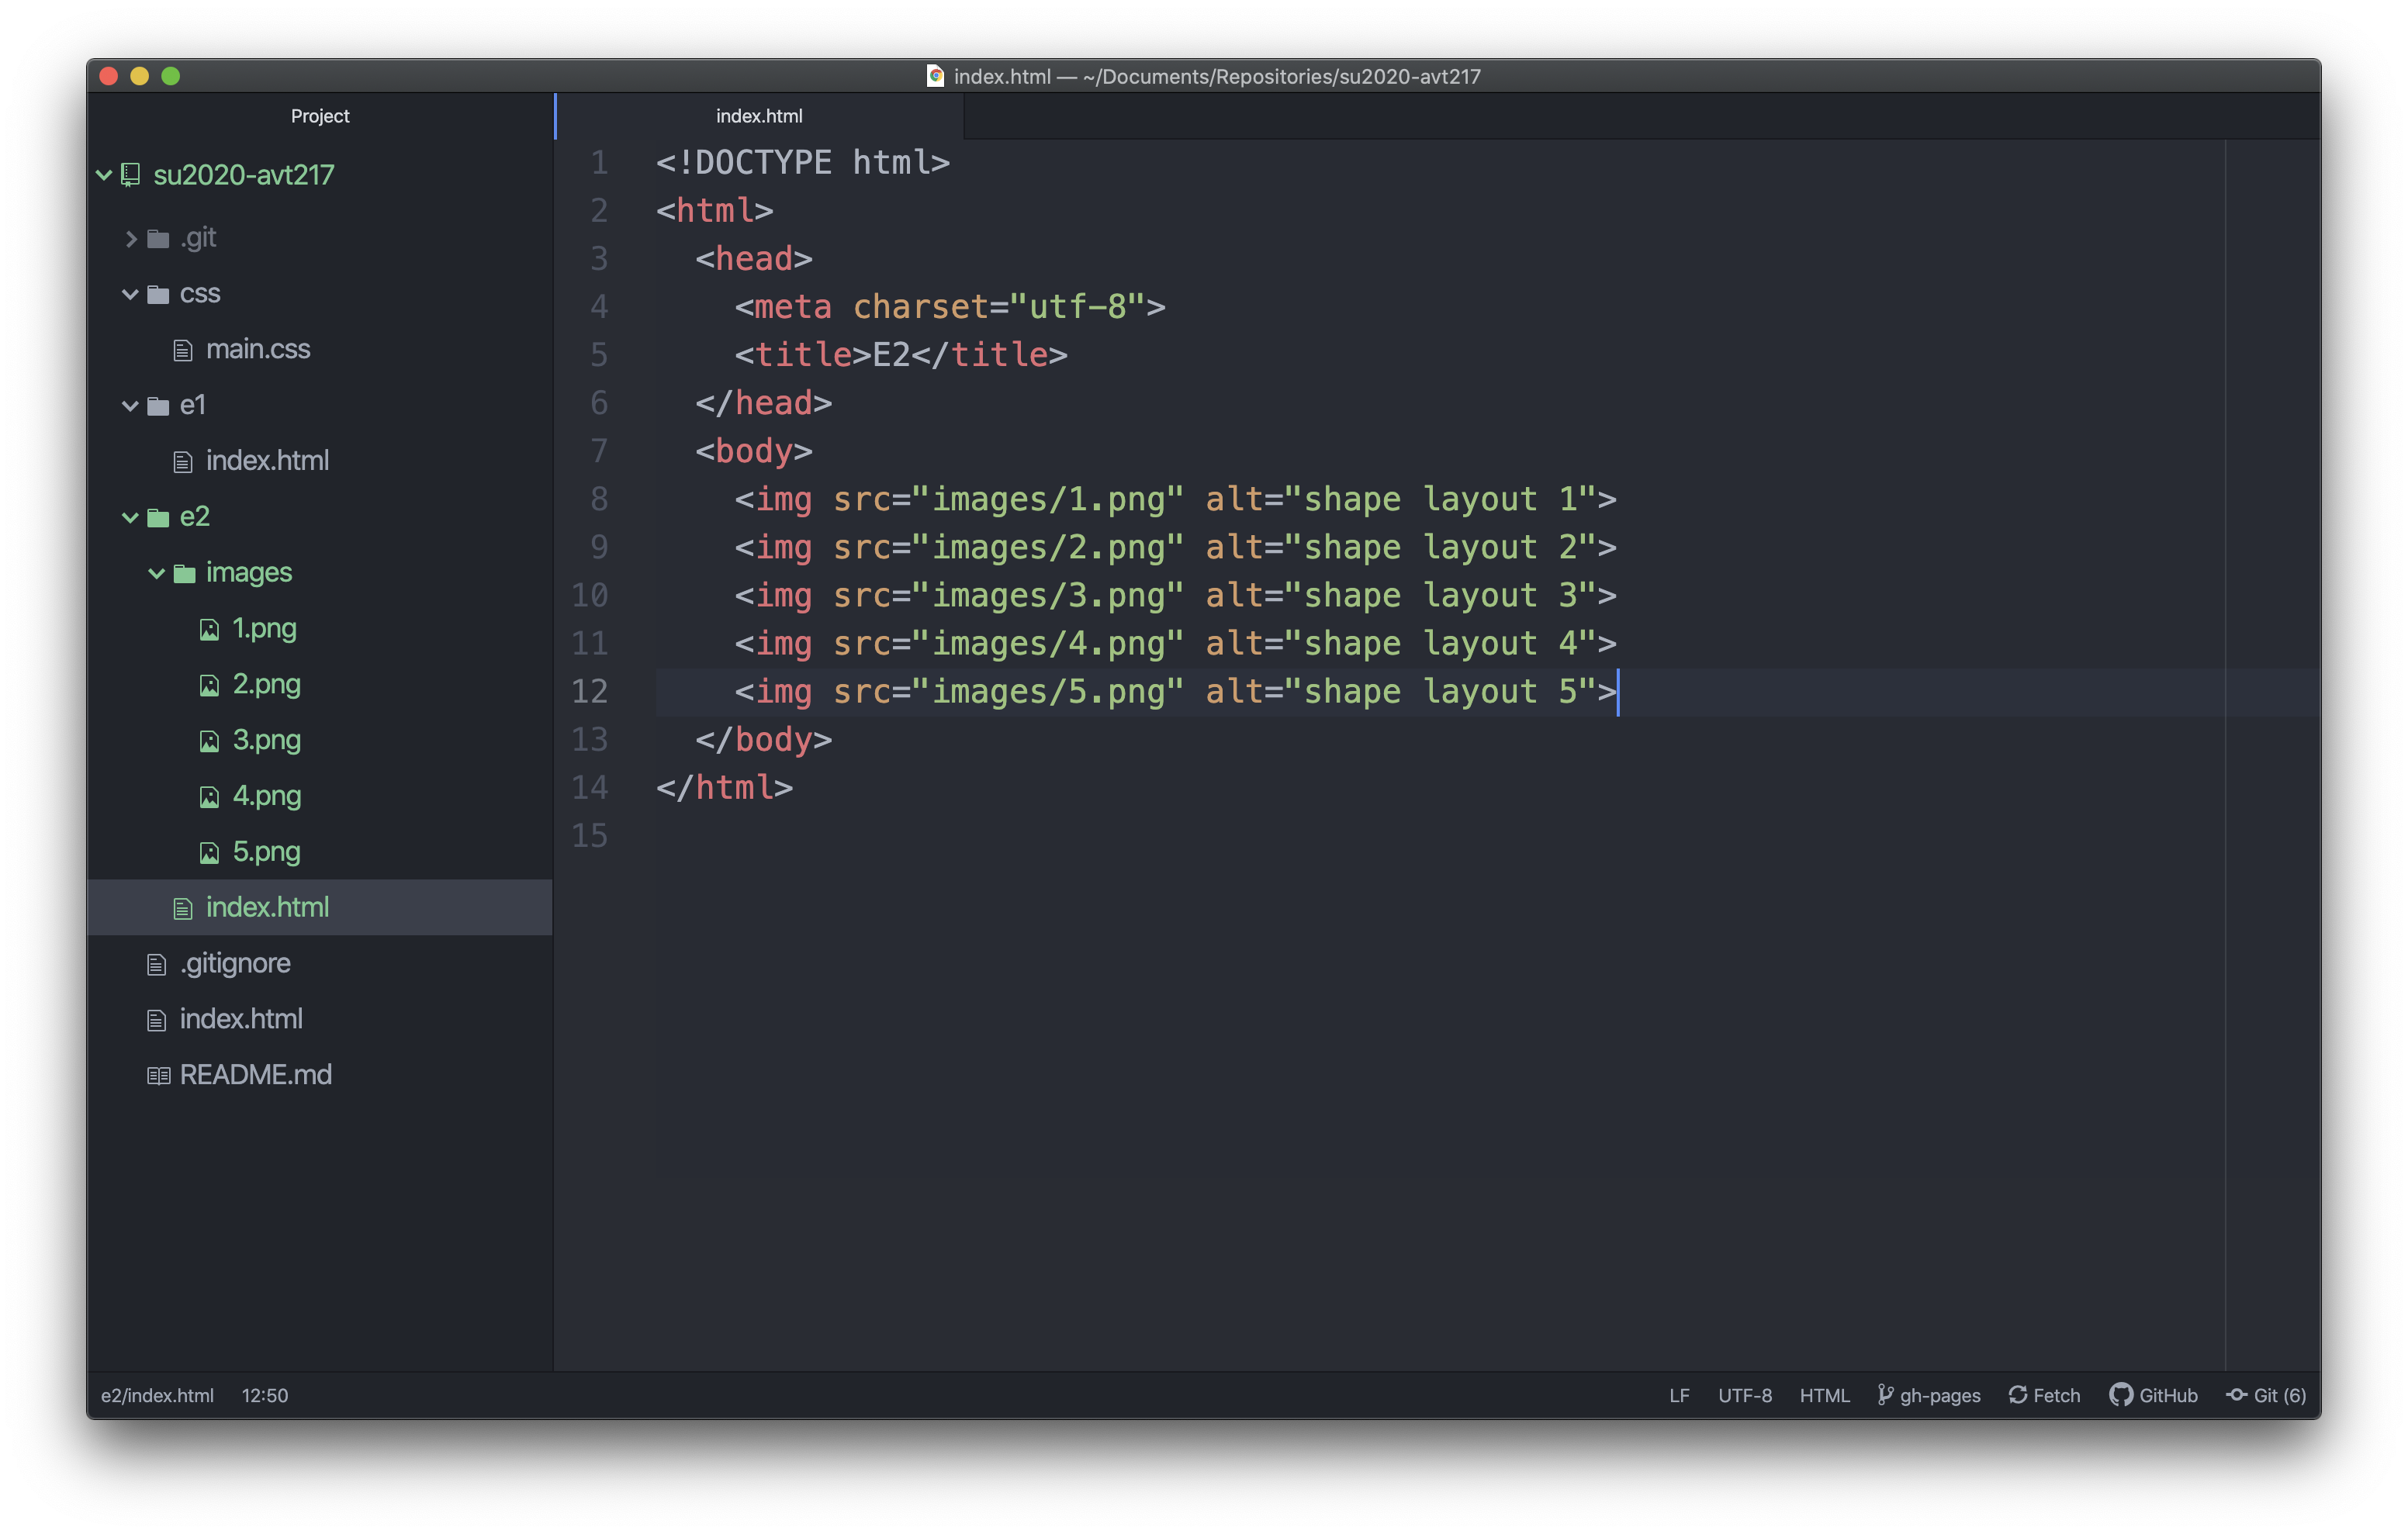 index.html — ~/Documents/Repositories/su2020-avt217
Project
su2020-avt217
.git
css
main.css
e1
index.html
e2
images
1.png
2.png
3.png
4.png
5.png
index.html
.gitignore
index.html
README.md
index.html
1 <!DOCTYPE html>
2 <html>
3 <head>
4 <meta charset="utf-8">
5 <title>E2</title>
6 </head>
7 <body>
8 <img src="images/1.png" alt="shape layout 1">
9 <img src="images/2.png" alt="shape layout 2">
10 <img src="images/3.png" alt="shape layout 3">
11 <img src="images/4.png" alt="shape layout 4">
12 <img src="images/5.png" alt="shape layout 5">
13 </body>
14 </html>
15
e2/index.html 12:50 LF UTF-8 HTML gh-pages Fetch GitHub Git (6)